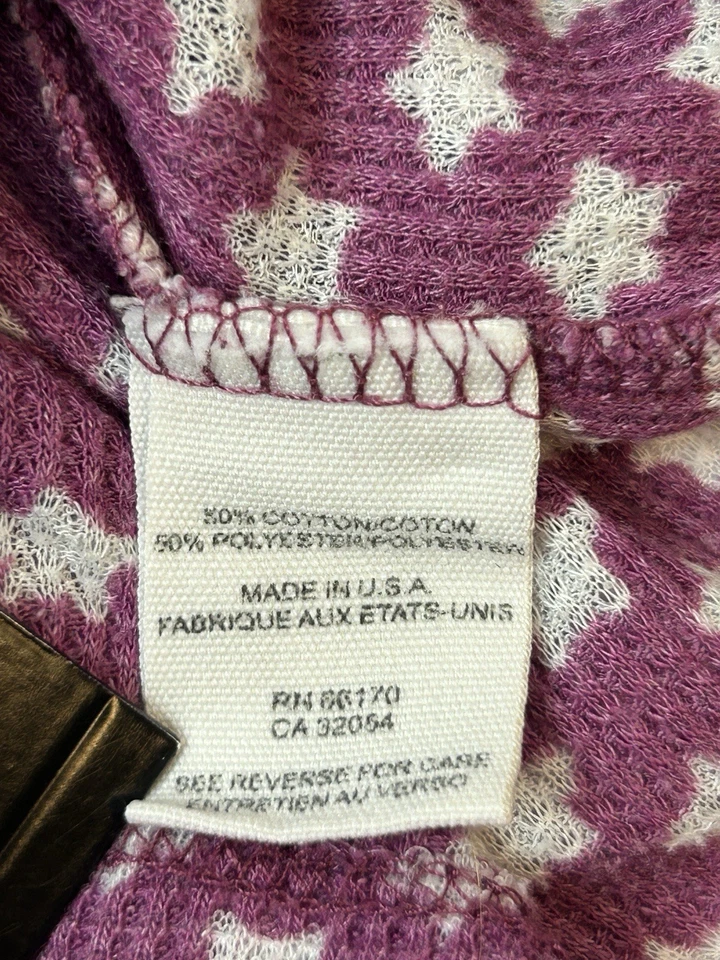 50% COTTON/COTON
50% POLYESTER/POLYESTER
MADE IN U.S.A.
FABRIQUE AUX ETATS-UNIS
RN 66170
CA 32054
SEE REVERSE FOR CARE
ENTRETIEN AU VERSO